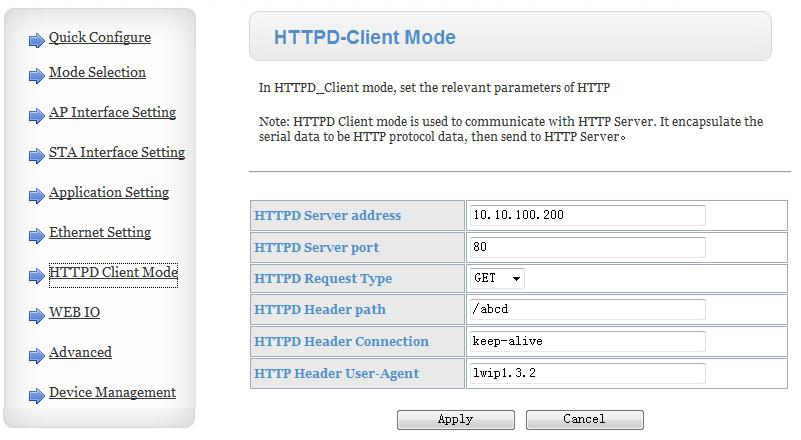 Quick Configure
Mode Selection
AP Interface Setting
STA Interface Setting
Application Setting
Ethernet Setting
HTTPD Client Mode
WEB IO
Advanced
Device Management
HTTPD-Client Mode
In HTTPD_Client mode, set the relevant parameters of HTTP
Note: HTTPD Client mode is used to communicate with HTTP Server. It encapsulate the
serial data to be HTTP protocol data, then send to HTTP Server。
HTTPD Server address 10.10.100.200
HTTPD Server port 80
HTTPD Request Type GET
HTTPD Header path /abcd
HTTPD Header Connection keep-alive
HTTP Header User-Agent lwip1.3.2
Apply Cancel